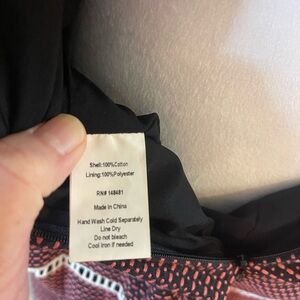 Shell:100%Cotton
Lining:100%Polyester
RN# 148481
Made in China
Hand Wash Cold Separately
Line Dry
Do not bleach
Cool iron if needed